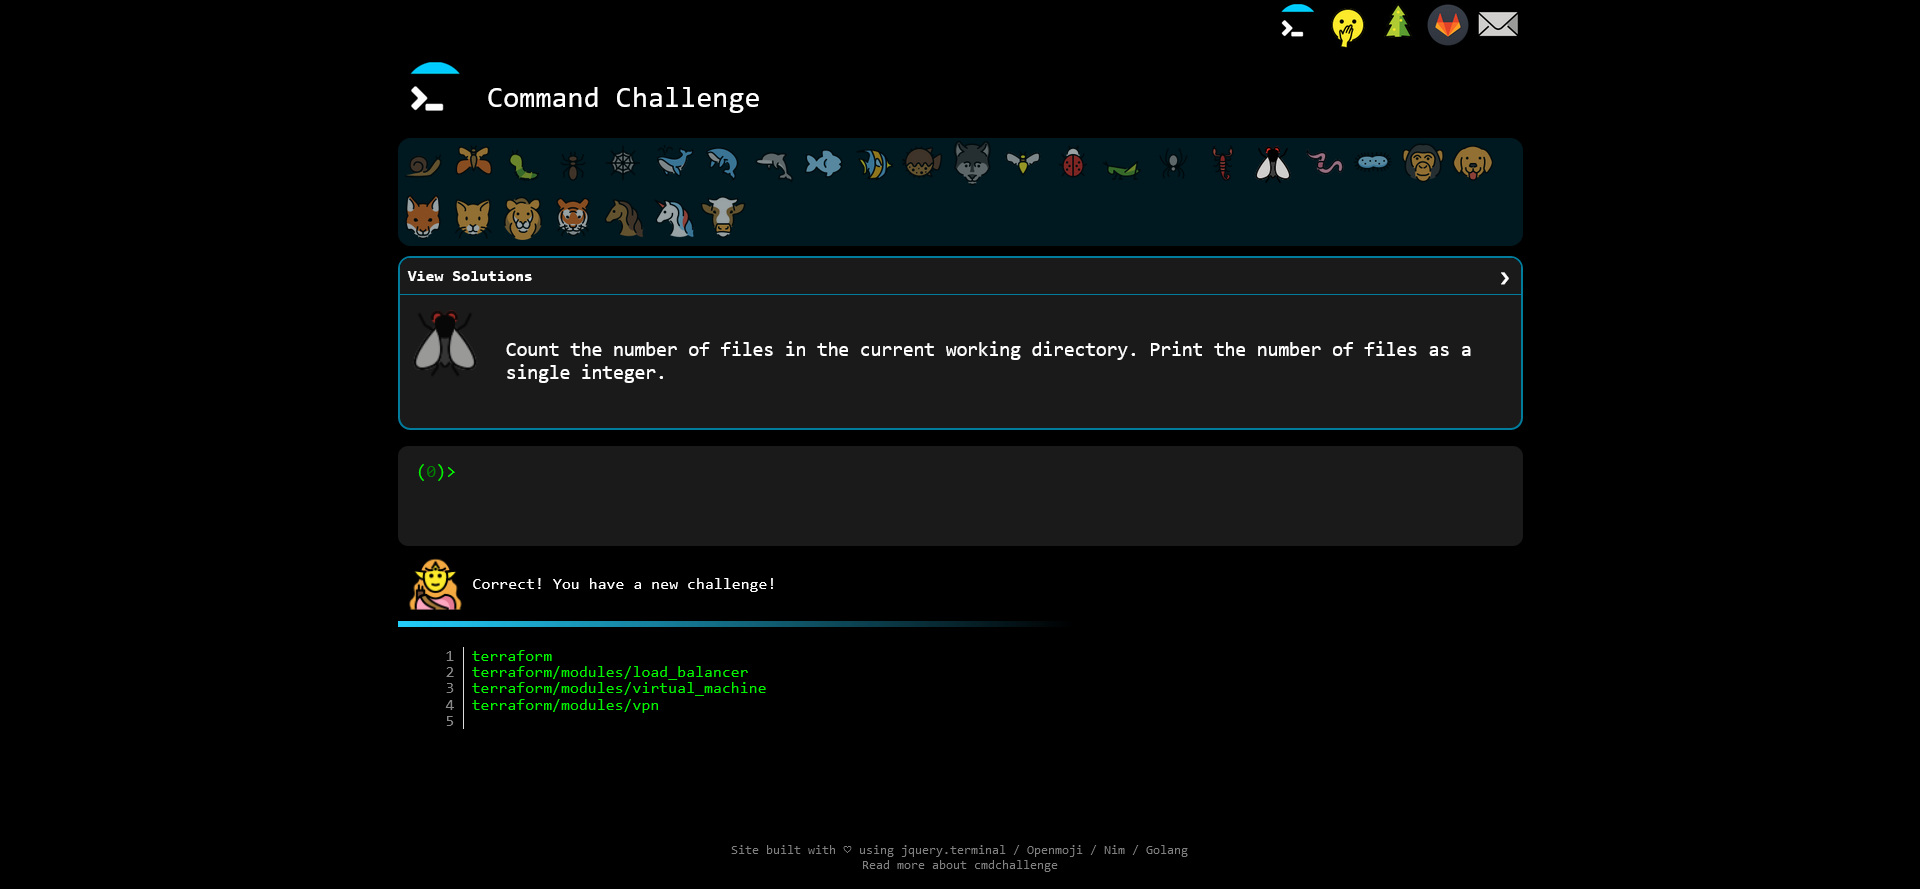 Command Challenge
View Solutions ❯
Count the number of files in the current working directory. Print the number of files as a
single integer.
(0)>
Correct! You have a new challenge!
1 terraform
2 terraform/modules/load_balancer
3 terraform/modules/virtual_machine
4 terraform/modules/vpn
5
Site built with ♡ using jquery.terminal / Openmoji / Nim / Golang
Read more about cmdchallenge